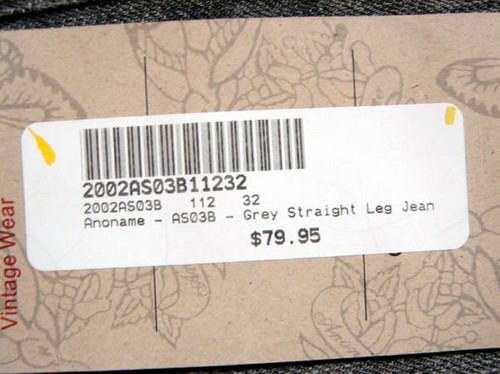 2002AS03B11232
2002AS03B 112 32
Anoname - AS03B - Grey Straight Leg Jean
$79.95
Vintage Wear